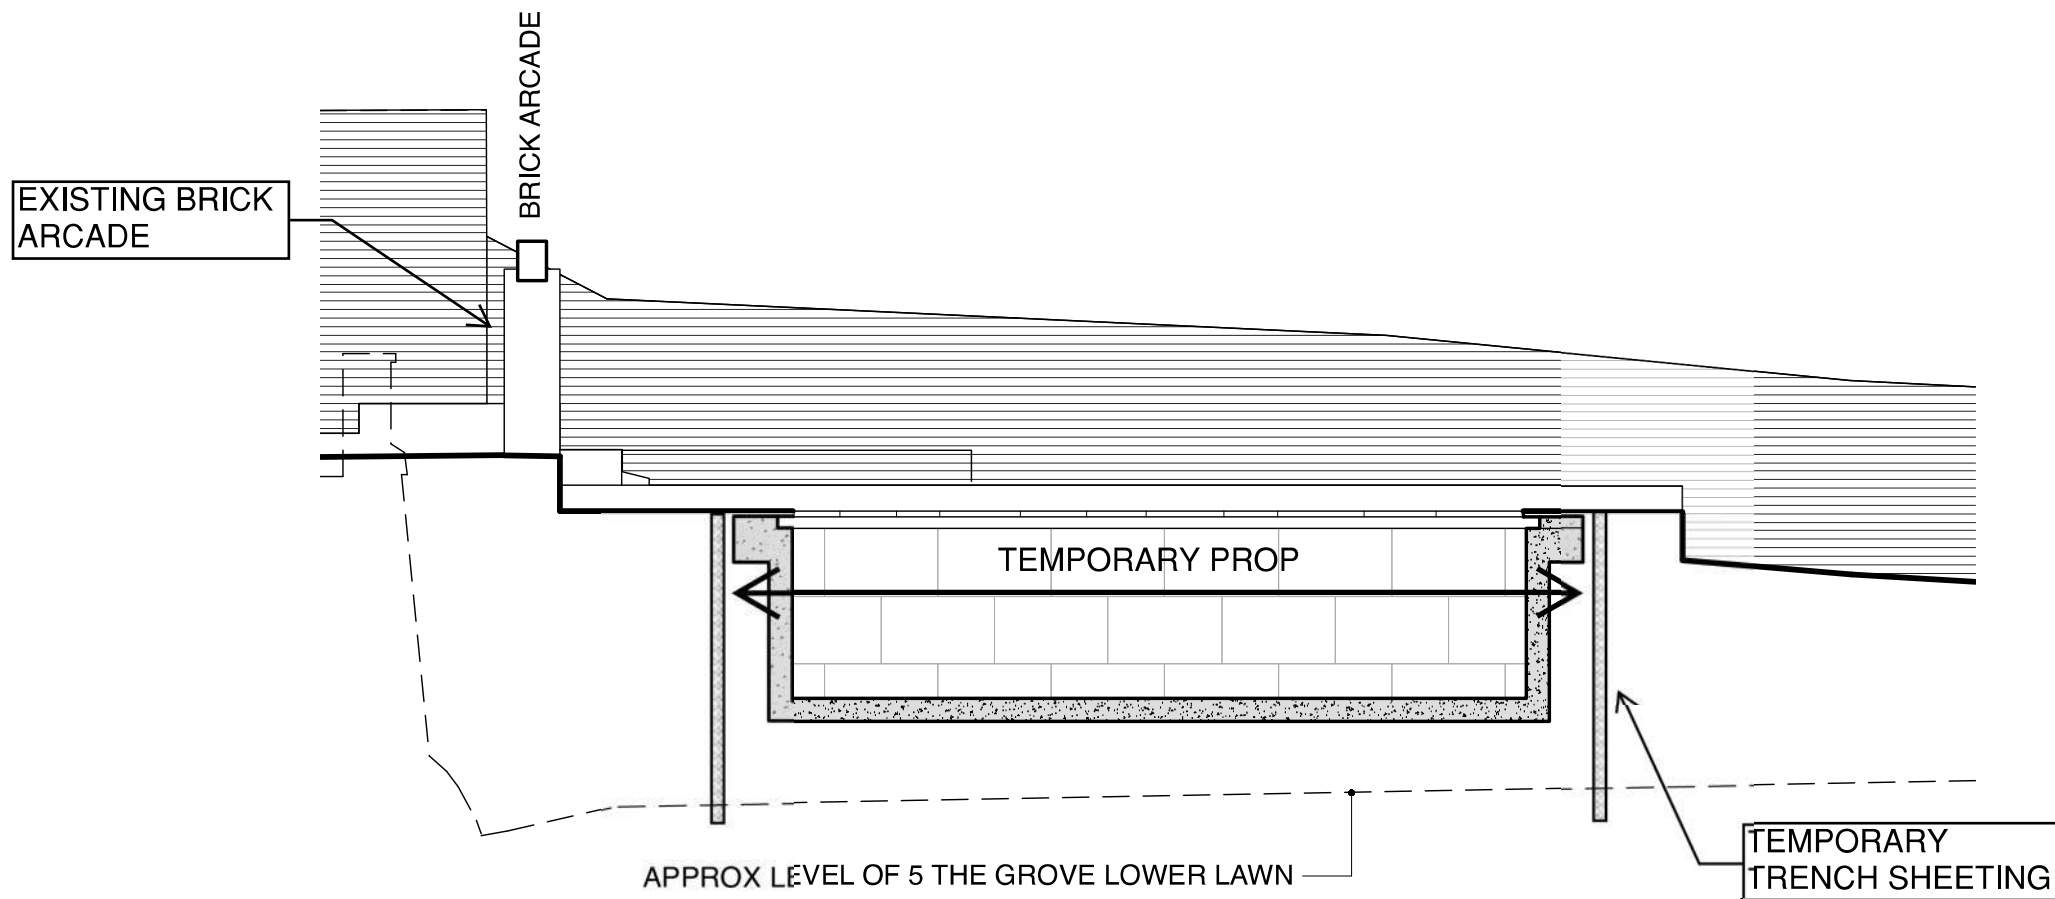 BRICK ARCADE
EXISTING BRICK
ARCADE
TEMPORARY PROP
APPROX LEVEL OF 5 THE GROVE LOWER LAWN
TEMPORARY
TRENCH SHEETING